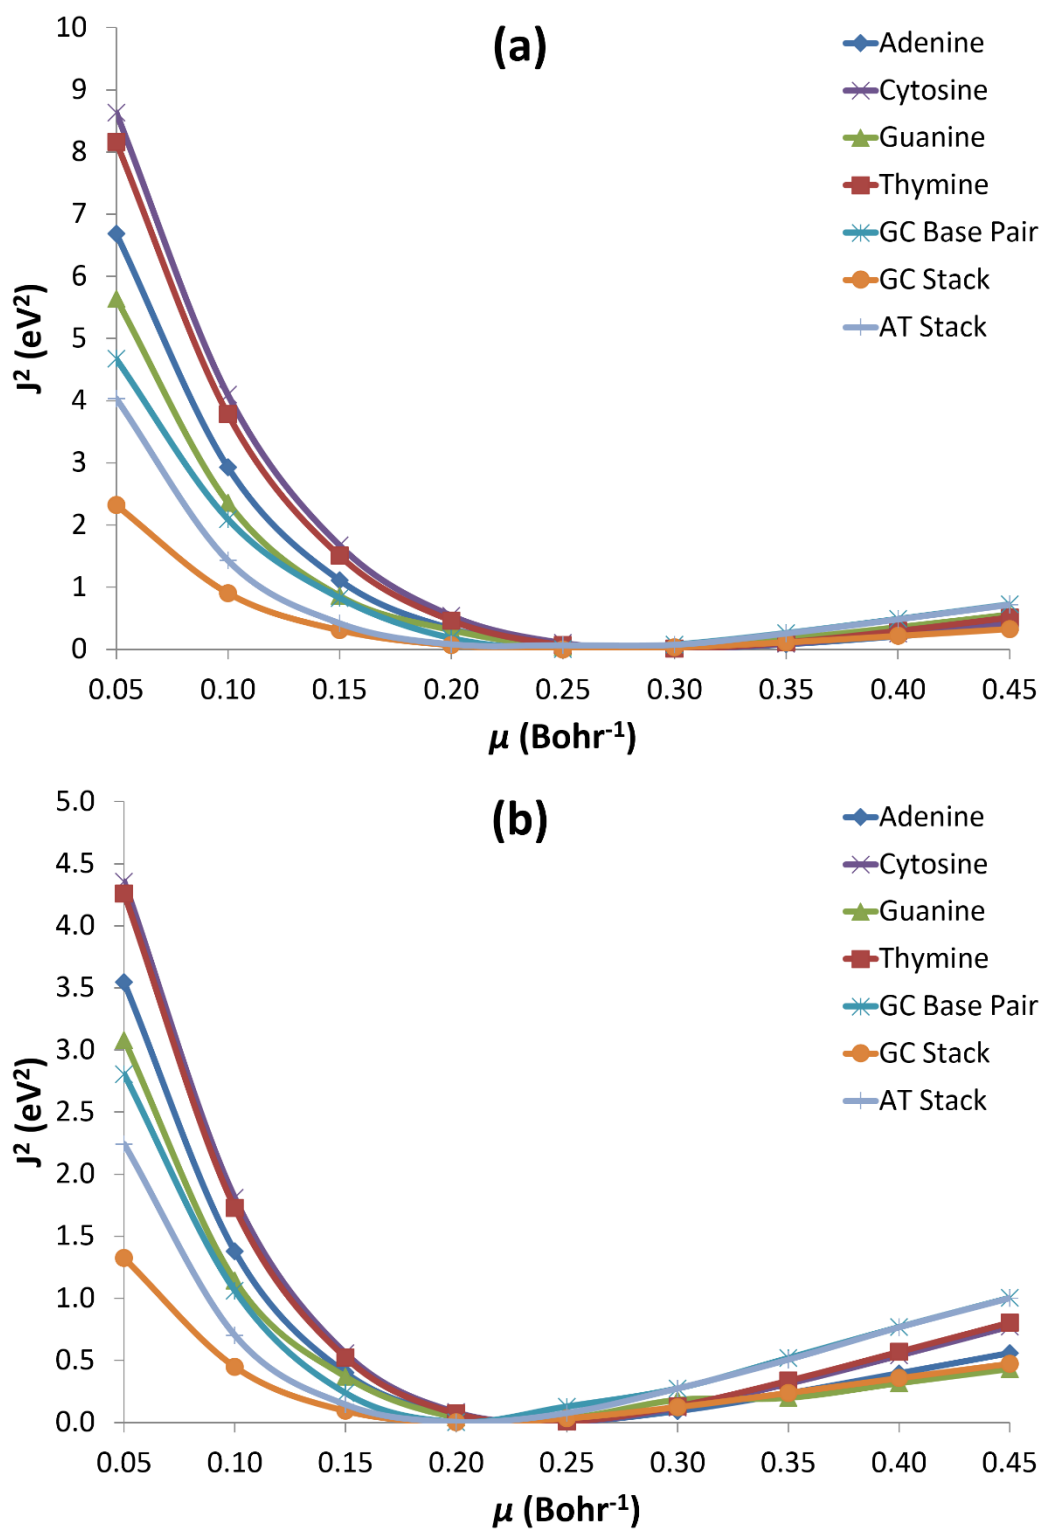 (a)
10
9
8
7
6
5
4
3
2
1
0
J² (eV²)
0.05 0.10 0.15 0.20 0.25 0.30 0.35 0.40 0.45
μ (Bohr⁻¹)
Adenine
Cytosine
Guanine
Thymine
GC Base Pair
GC Stack
AT Stack
(b)
5.0
4.5
4.0
3.5
3.0
2.5
2.0
1.5
1.0
0.5
0.0
J² (eV²)
0.05 0.10 0.15 0.20 0.25 0.30 0.35 0.40 0.45
μ (Bohr⁻¹)
Adenine
Cytosine
Guanine
Thymine
GC Base Pair
GC Stack
AT Stack